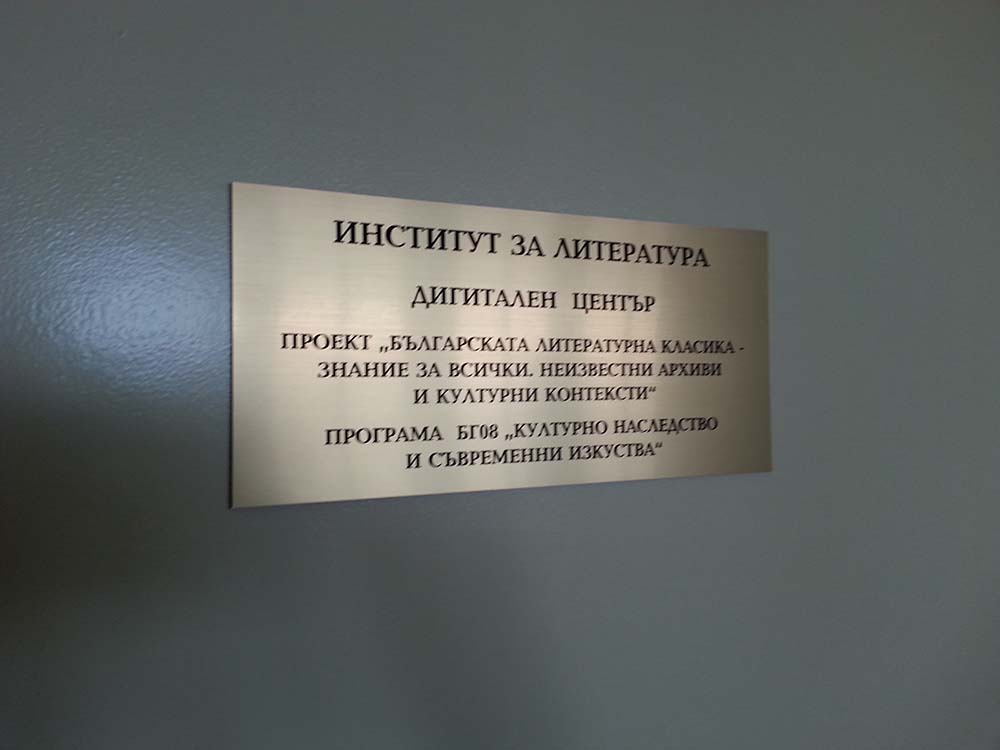 ИНСТИТУТ ЗА ЛИТЕРАТУРА
ДИГИТАЛЕН ЦЕНТЪР
ПРОЕКТ „БЪЛГАРСКАТА ЛИТЕРАТУРНА КЛАСИКА -
ЗНАНИЕ ЗА ВСИЧКИ. НЕИЗВЕСТНИ АРХИВИ
И КУЛТУРНИ КОНТЕКСТИ“
ПРОГРАМА БГ08 „КУЛТУРНО НАСЛЕДСТВО
И СЪВРЕМЕННИ ИЗКУСТВА“